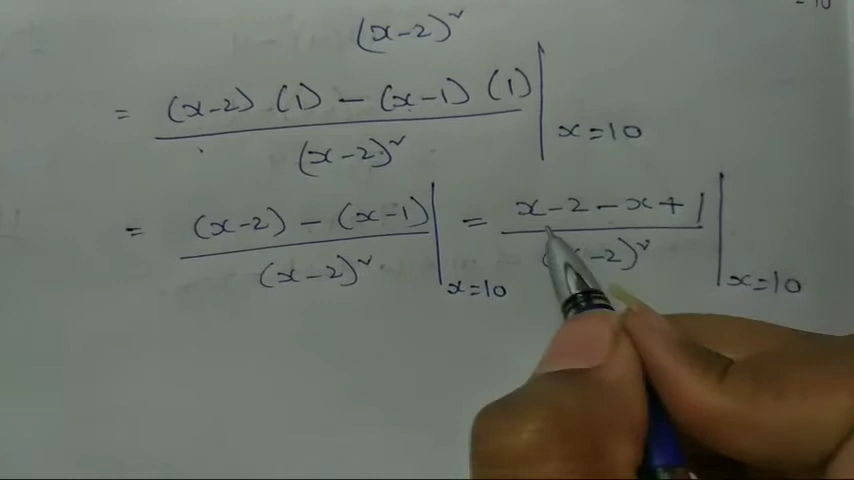 = 10
(x-2)²
= (x-2) (1) - (x-1) (1)
(x-2)² | x=10
= (x-2) - (x-1) = x-2-x+1
(x-2)² | x=10 (x-2)² | x=10